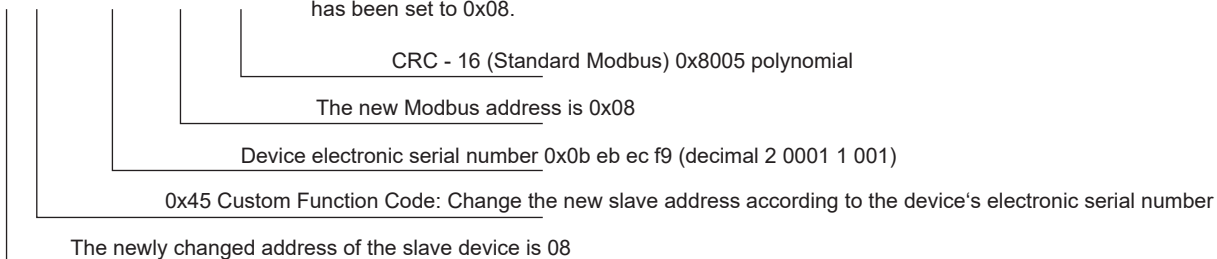 has been set to 0x08.
CRC - 16 (Standard Modbus) 0x8005 polynomial
The new Modbus address is 0x08
Device electronic serial number 0x0b eb ec f9 (decimal 2 0001 1 001)
0x45 Custom Function Code: Change the new slave address according to the device‘s electronic serial number
The newly changed address of the slave device is 08